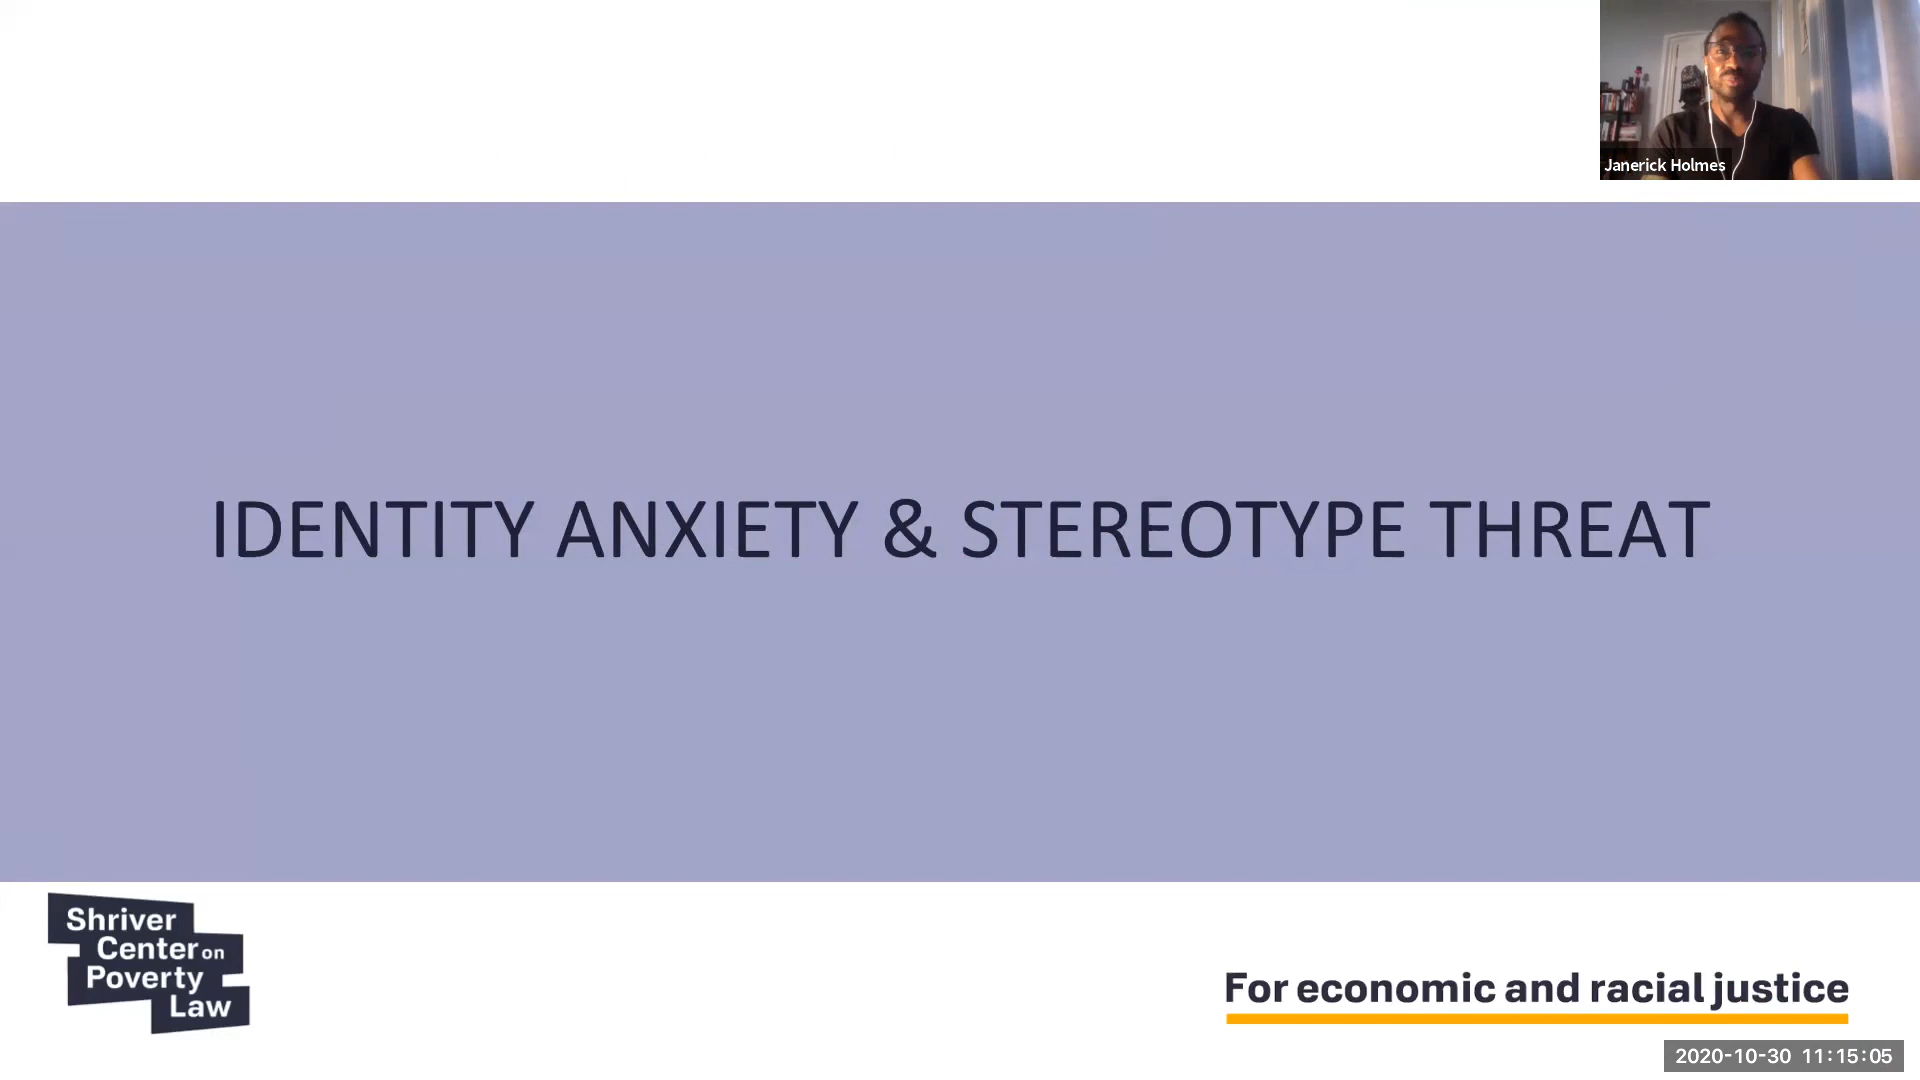 Janerick Holmes
IDENTITY ANXIETY & STEREOTYPE THREAT
Shriver
Center on
Poverty
Law
For economic and racial justice
2020-10-30 11:15:05